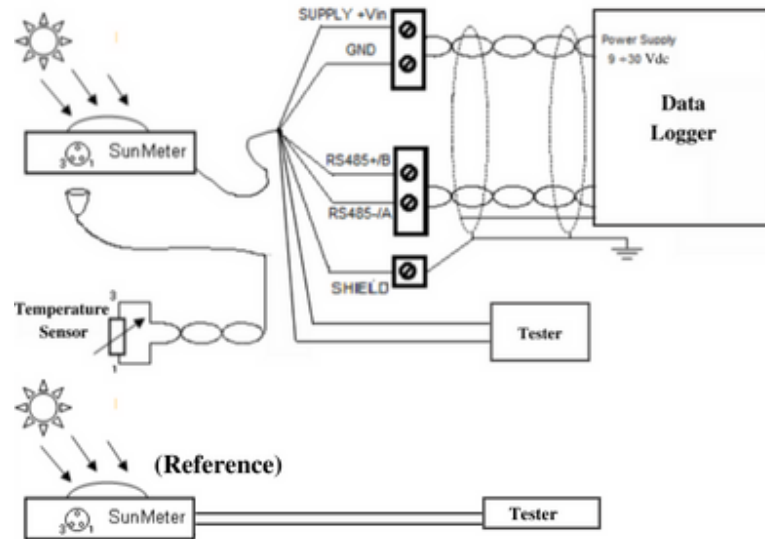 SUPPLY +Vin
GND
Power Supply
9 ÷30 Vdc
Data
Logger
3 1
SunMeter
RS485+/B
RS485-/A
SHIELD
3
Temperature
Sensor
1
Tester
(Reference)
3 1
SunMeter
Tester